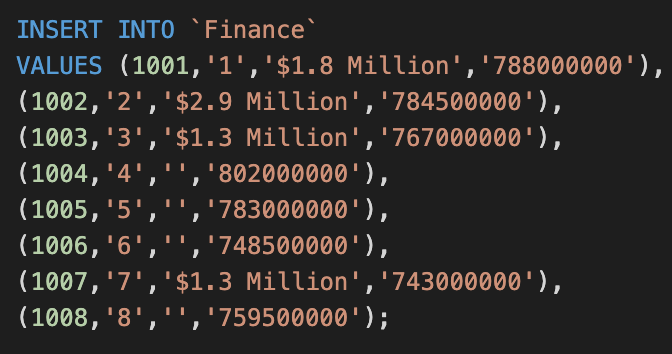 INSERT INTO `Finance`
VALUES (1001,'1','$1.8 Million','788000000'),
(1002,'2','$2.9 Million','784500000'),
(1003,'3','$1.3 Million','767000000'),
(1004,'4','','802000000'),
(1005,'5','','783000000'),
(1006,'6','','748500000'),
(1007,'7','$1.3 Million','743000000'),
(1008,'8','','759500000');